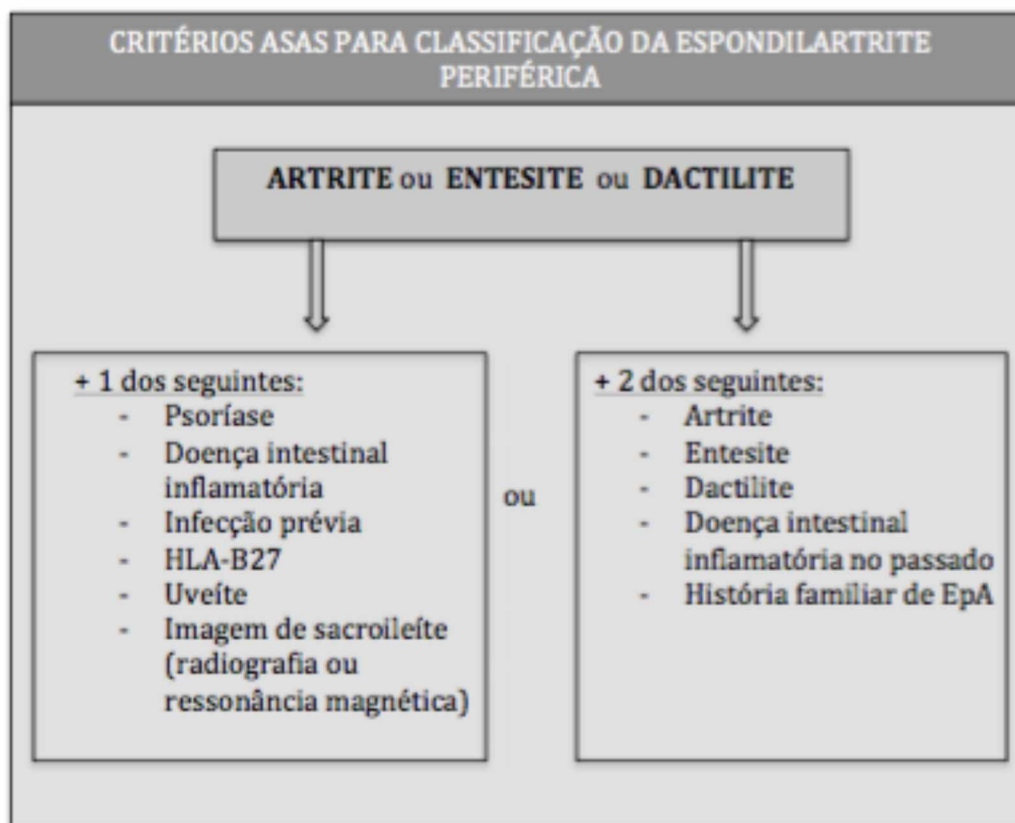 CRITÉRIOS ASAS PARA CLASSIFICAÇÃO DA ESPONDILARTRITE
PERIFÉRICA
ARTRITE ou ENTESITE ou DACTILITE
+ 1 dos seguintes:
- Psoríase
- Doença intestinal
inflamatória
- Infecção prévia
- HLA-B27
- Uveíte
- Imagem de sacroileíte
(radiografia ou
ressonância magnética)
ou
+ 2 dos seguintes:
- Artrite
- Entesite
- Dactilite
- Doença intestinal
inflamatória no passado
- História familiar de EpA